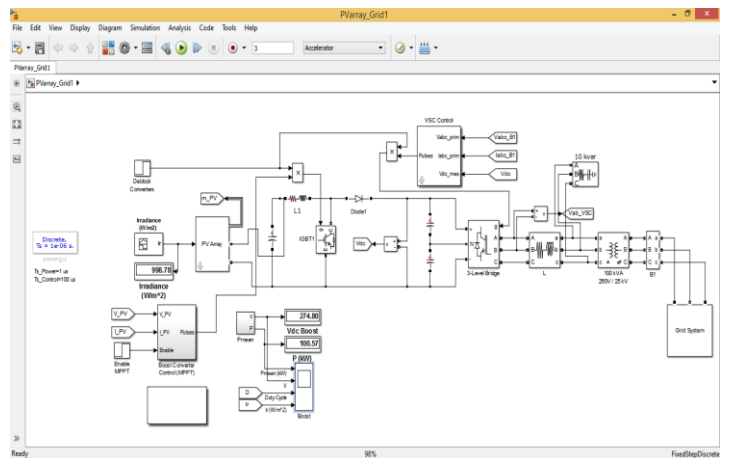 PVarray_Grid1
File Edit View Display Diagram Simulation Analysis Code Tools Help
3
Accelerator
PVarray_Grid1
PVarray_Grid1
VSC Control
Vabc_prim
Vabc_B1
Pulses
Iabc_prim
Iabc_B1
Vdc_mes
Vdc
10 kvar
A
B
C
Deblock
Converters
m_PV
L1
Diode1
Vab_VSC
Irradiance
(W/m2)
Ir
PV Array
IGBT1
Vdc
Discrete,
Ts = 1e-06 s.
powergui
Ts_Power=1 us
Ts_Control=100 us
998.78
Irradiance
(W/m^2)
3-Level Bridge
L
100 kVA
260V / 25 kV
B1
V_PV
V_PV
I_PV
I_PV
Pulses
Enable
Enable
MPPT
Boost Converter
Control (MPPT)
V
P
Pmean
274.80
Vdc Boost
100.57
P (kW)
Pmean (kW)
V
D
Duty Cycle
Ir
Ir (W/m^2)
Boost
Grid System
Ready
98%
FixedStepDiscrete